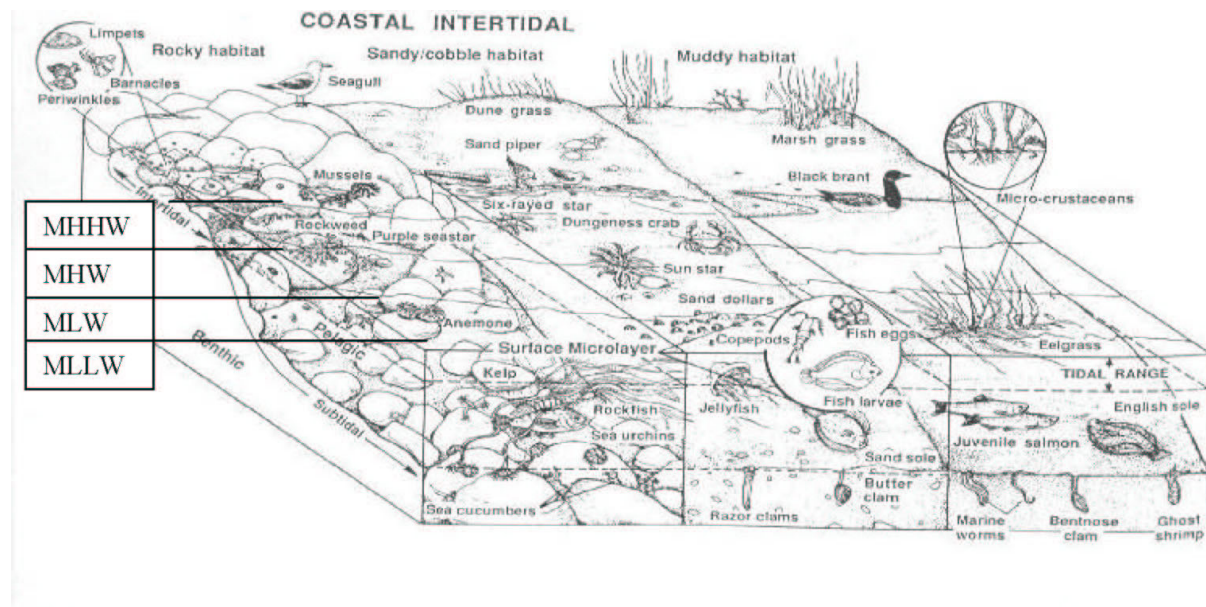 COASTAL INTERTIDAL
Rocky habitat
Sandy/cobble habitat
Muddy habitat
Limpets
Barnacles
Periwinkles
Seagull
Dune grass
Marsh grass
Sand piper
Mussels
Black brant
Micro-crustaceans
Intertidal
Six-rayed star
Dungeness crab
Rockweed
Purple seastar
MHHW
MHW
MLW
MLLW
Sun star
Sand dollars
Anemone
Copepods
Fish eggs
Eelgrass
Pelagic
Benthic
Surface Microlayer
TIDAL RANGE
Kelp
Rockfish
Jellyfish
Fish larvae
English sole
Subtidal
Sea urchins
Juvenile salmon
Sand sole
Sea cucumbers
Razor clams
Butter
clam
Marine
worms
Bentnose
clam
Ghost
shrimp